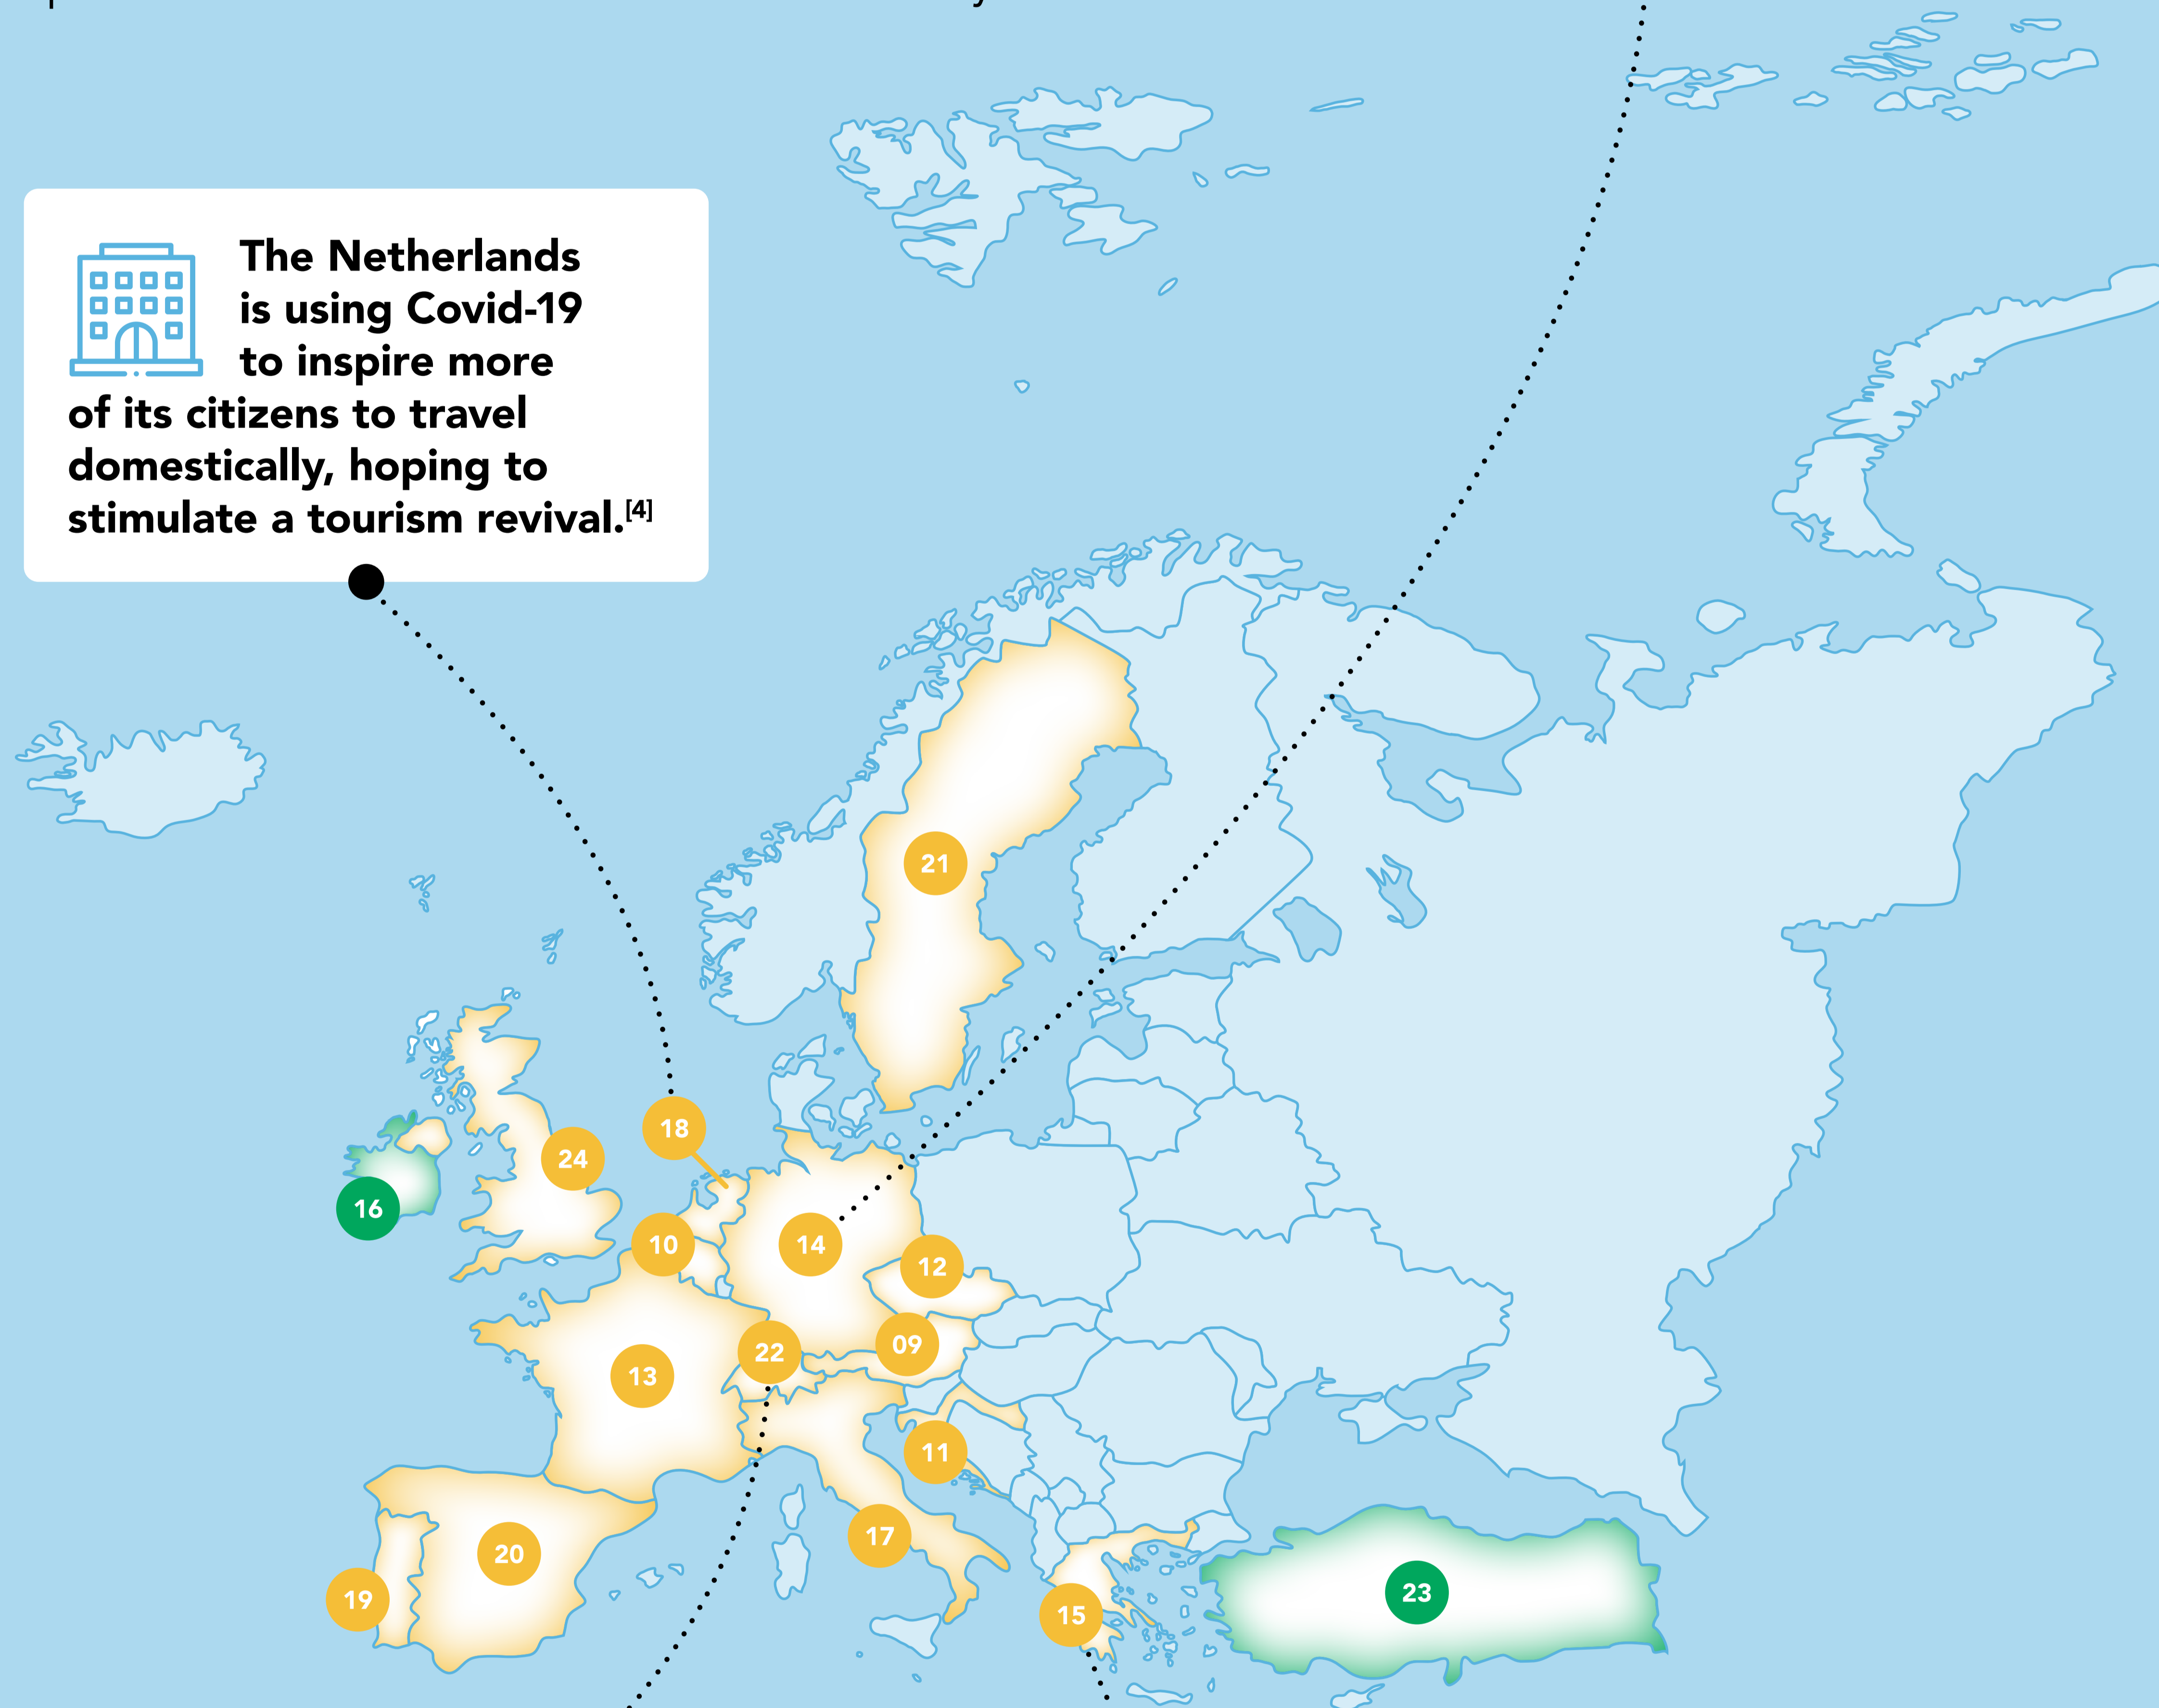 The Netherlands
is using Covid-19
to inspire more
of its citizens to travel
domestically, hoping to
stimulate a tourism revival.[4]
21
18
24
16
10
14
12
09
22
13
11
17
20
19
15
23